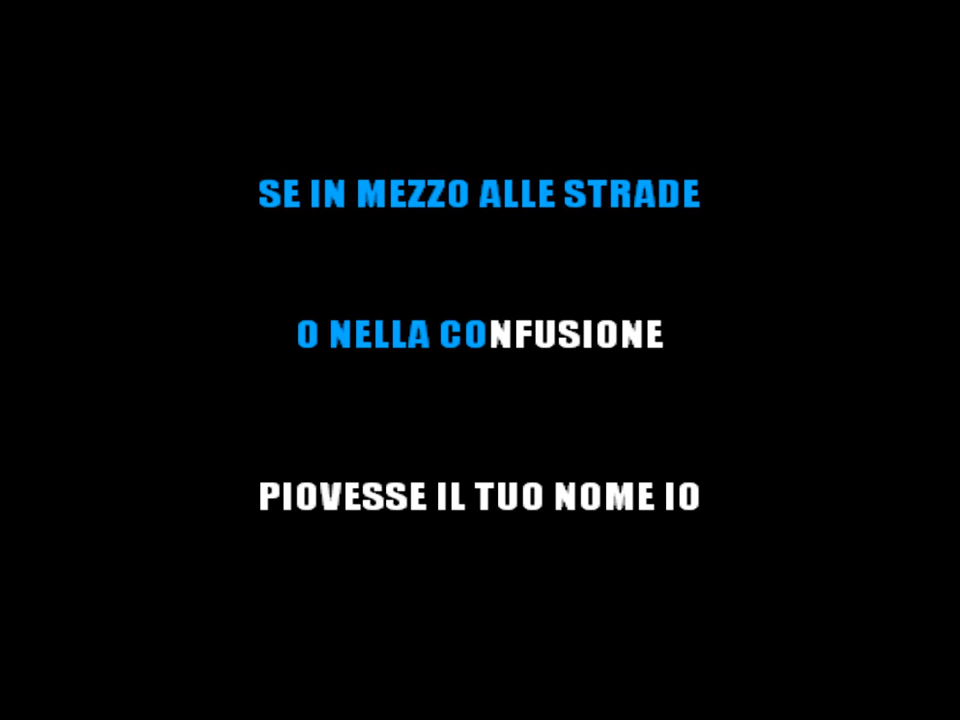 SE IN MEZZO ALLE STRADE
O NELLA CONFUSIONE
PIOVESSE IL TUO NOME IO